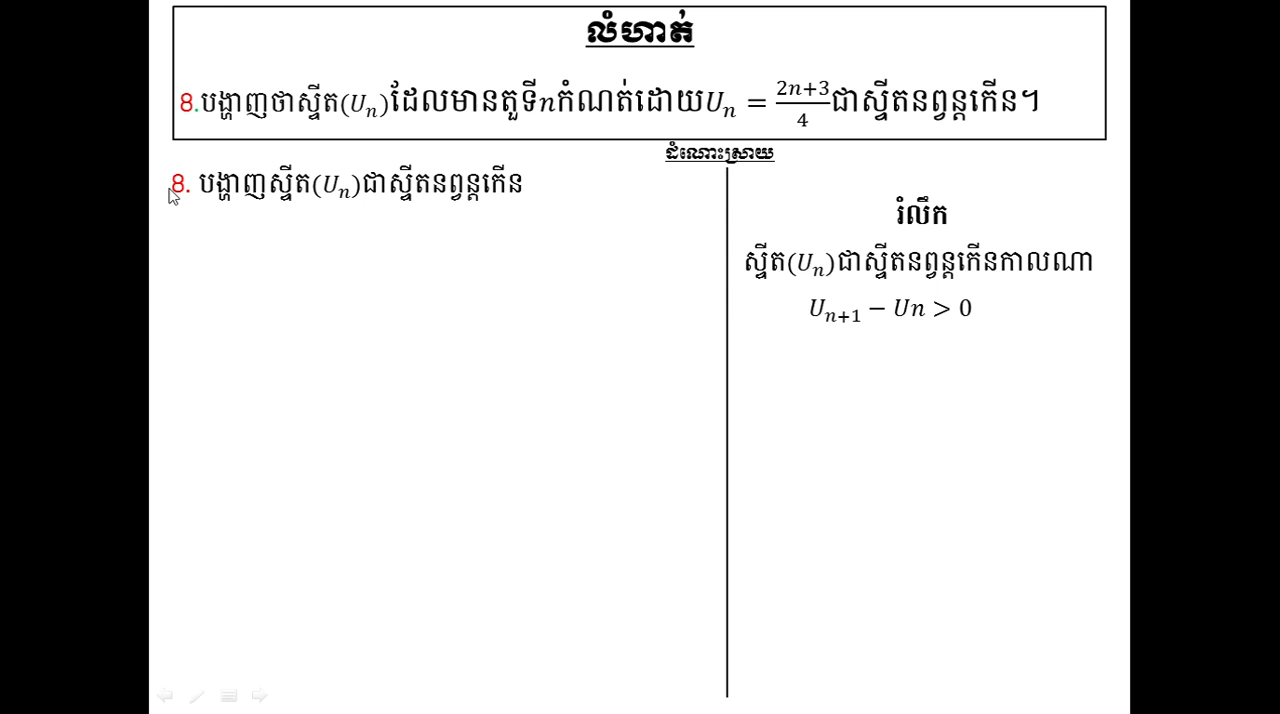 លំហាត់
8.បង្ហាញថាស្វ៊ីត(Uₙ)ដែលមានតួទីnកំណត់ដោយUₙ = (2n+3)/4ជាស្វ៊ីតនព្វន្តកើន។
ដំណោះស្រាយ
8. បង្ហាញស្វ៊ីត(Uₙ)ជាស្វ៊ីតនព្វន្តកើន
រំលឹក
ស្វ៊ីត(Uₙ)ជាស្វ៊ីតនព្វន្តកើនកាលណា
Uₙ₊₁ − Un > 0